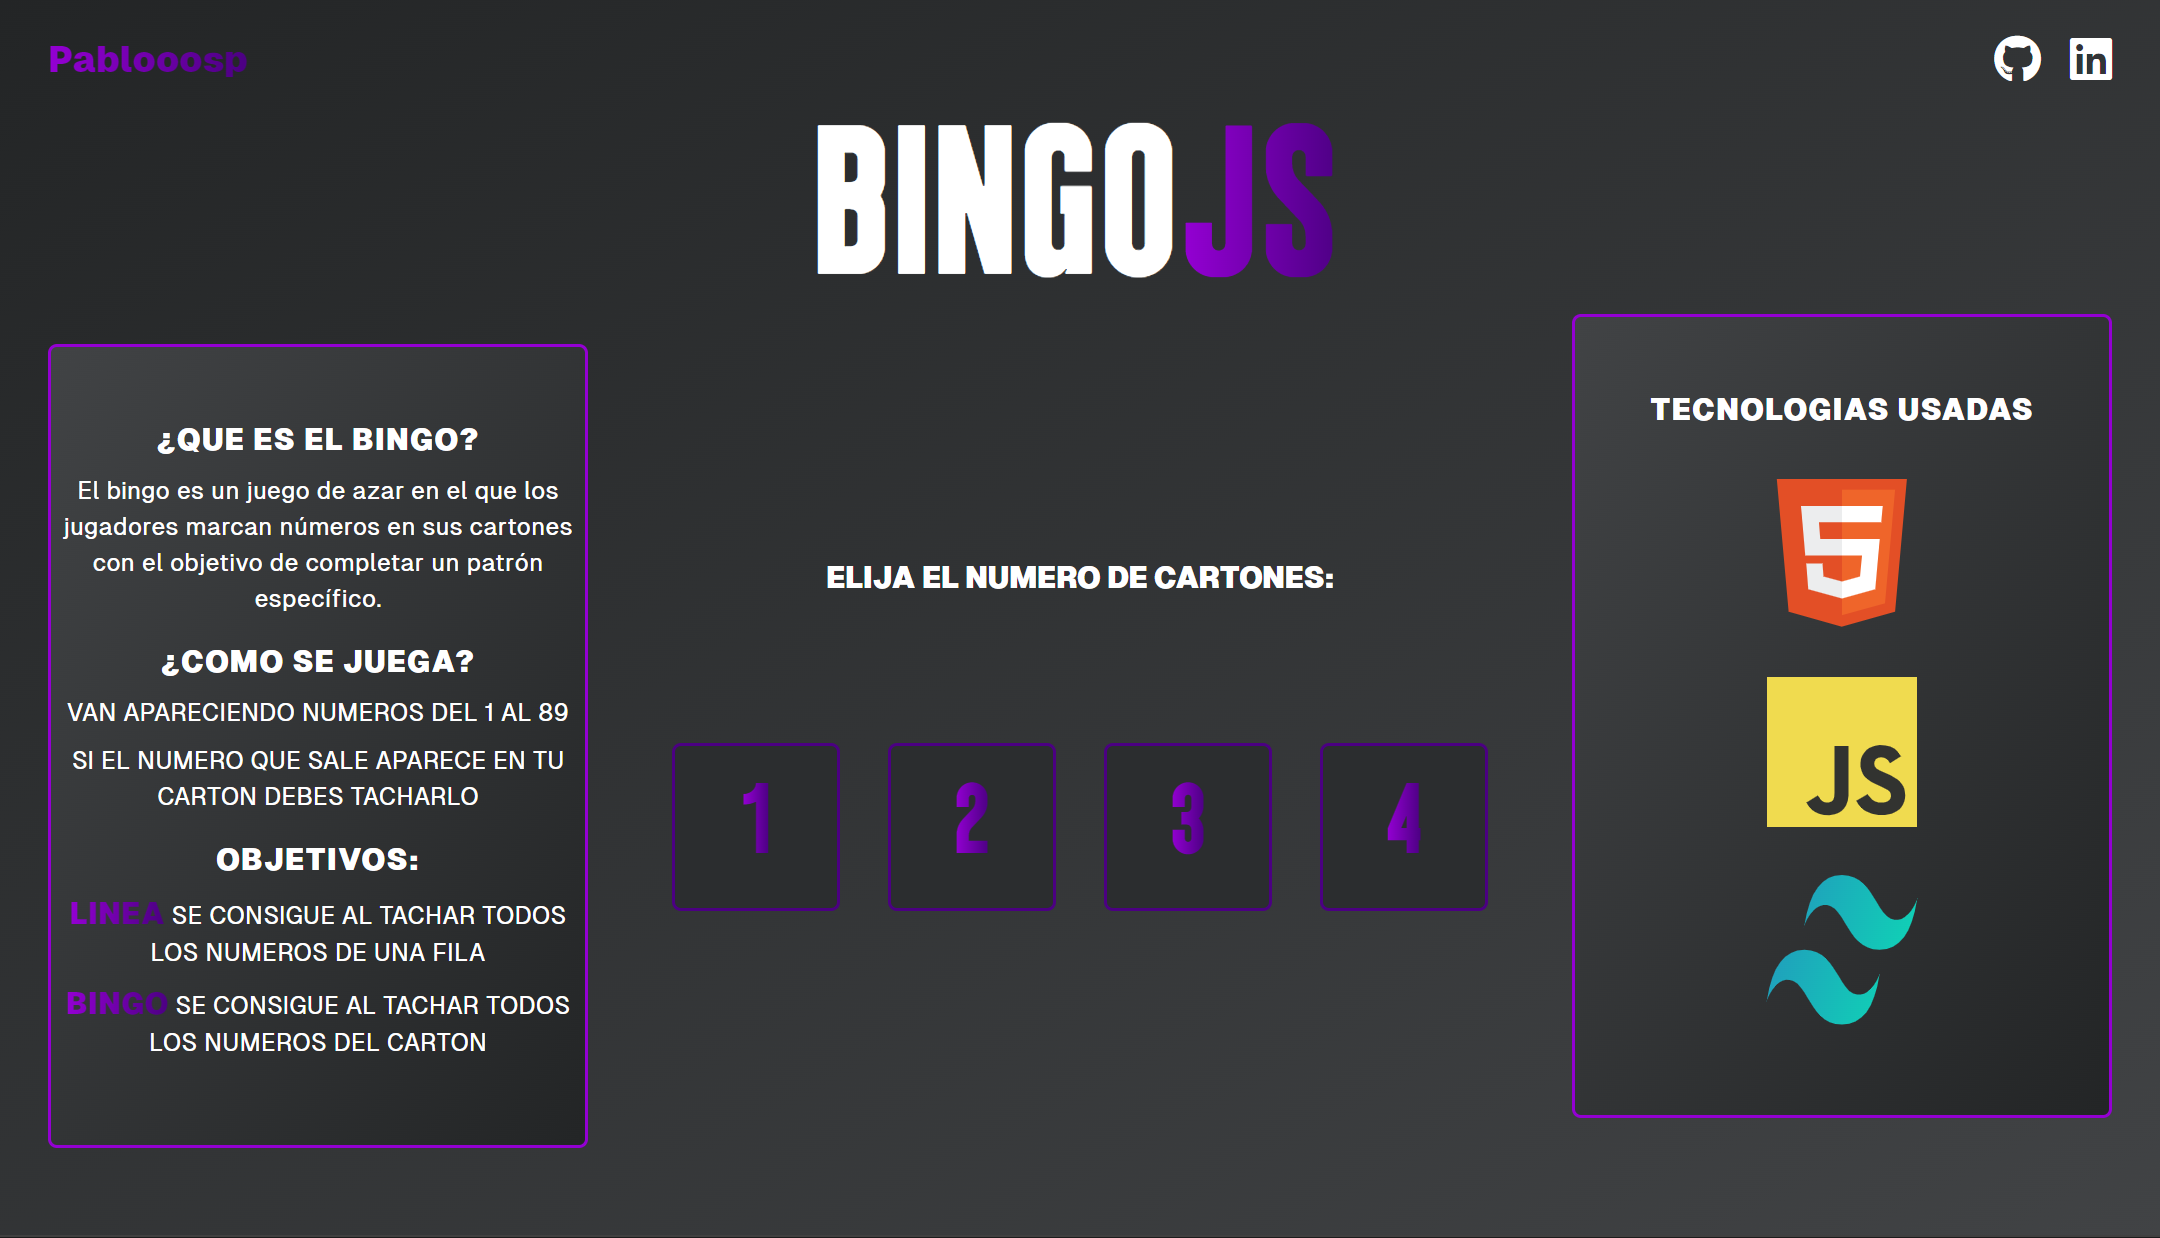 Pablooosp
in
BINGOJS
¿QUE ES EL BINGO?
El bingo es un juego de azar en el que los
jugadores marcan números en sus cartones
con el objetivo de completar un patrón
específico.
¿COMO SE JUEGA?
VAN APARECIENDO NUMEROS DEL 1 AL 89
SI EL NUMERO QUE SALE APARECE EN TU
CARTON DEBES TACHARLO
OBJETIVOS:
LINEA SE CONSIGUE AL TACHAR TODOS
LOS NUMEROS DE UNA FILA
BINGO SE CONSIGUE AL TACHAR TODOS
LOS NUMEROS DEL CARTON
ELIJA EL NUMERO DE CARTONES:
1 2 3 4
TECNOLOGIAS USADAS
5
JS